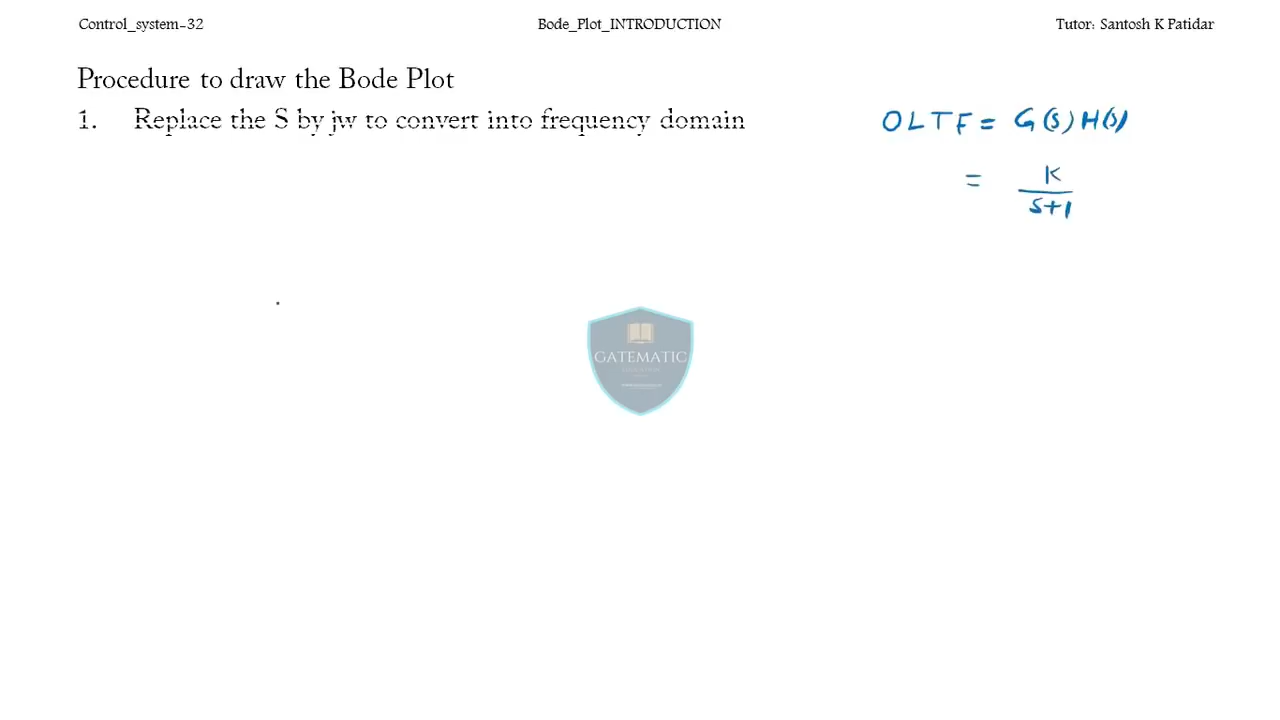 Control_system-32 Bode_Plot_INTRODUCTION Tutor: Santosh K Patidar
Procedure to draw the Bode Plot
1. Replace the S by jw to convert into frequency domain
OLTF = G(s)H(s)
= K
s+1
GATEMATIC